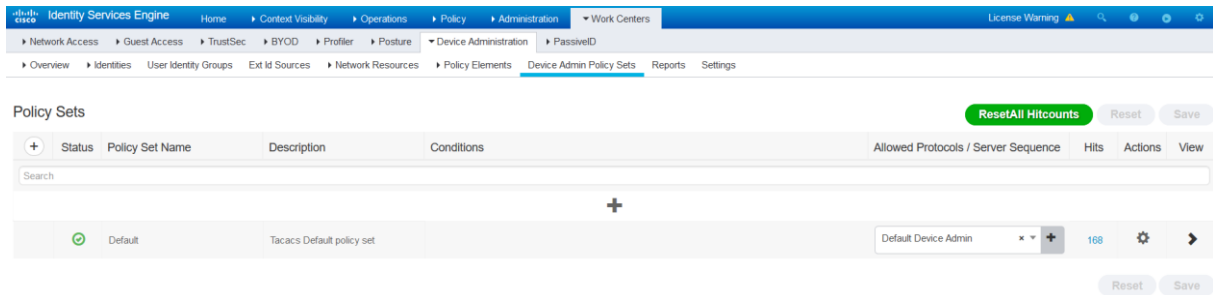 cisco Identity Services Engine Home Context Visibility Operations Policy Administration Work Centers License Warning
Network Access Guest Access TrustSec BYOD Profiler Posture Device Administration PassiveID
Overview Identities User Identity Groups Ext Id Sources Network Resources Policy Elements Device Admin Policy Sets Reports Settings
Policy Sets ResetAll Hitcounts Reset Save
+ Status Policy Set Name Description Conditions Allowed Protocols / Server Sequence Hits Actions View
Search
+
Default Tacacs Default policy set Default Device Admin × + 168
Reset Save